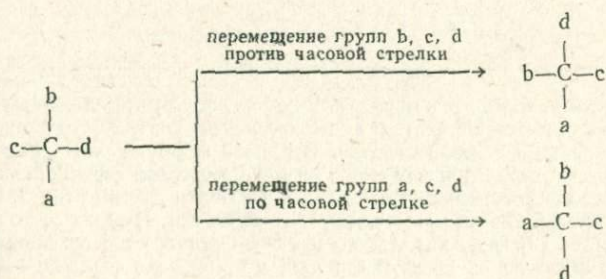 d
перемещение групп b, c, d
против часовой стрелки
b—C—c
a
b
c—C—d
a
b
перемещение групп a, c, d
по часовой стрелке
a—C—c
d